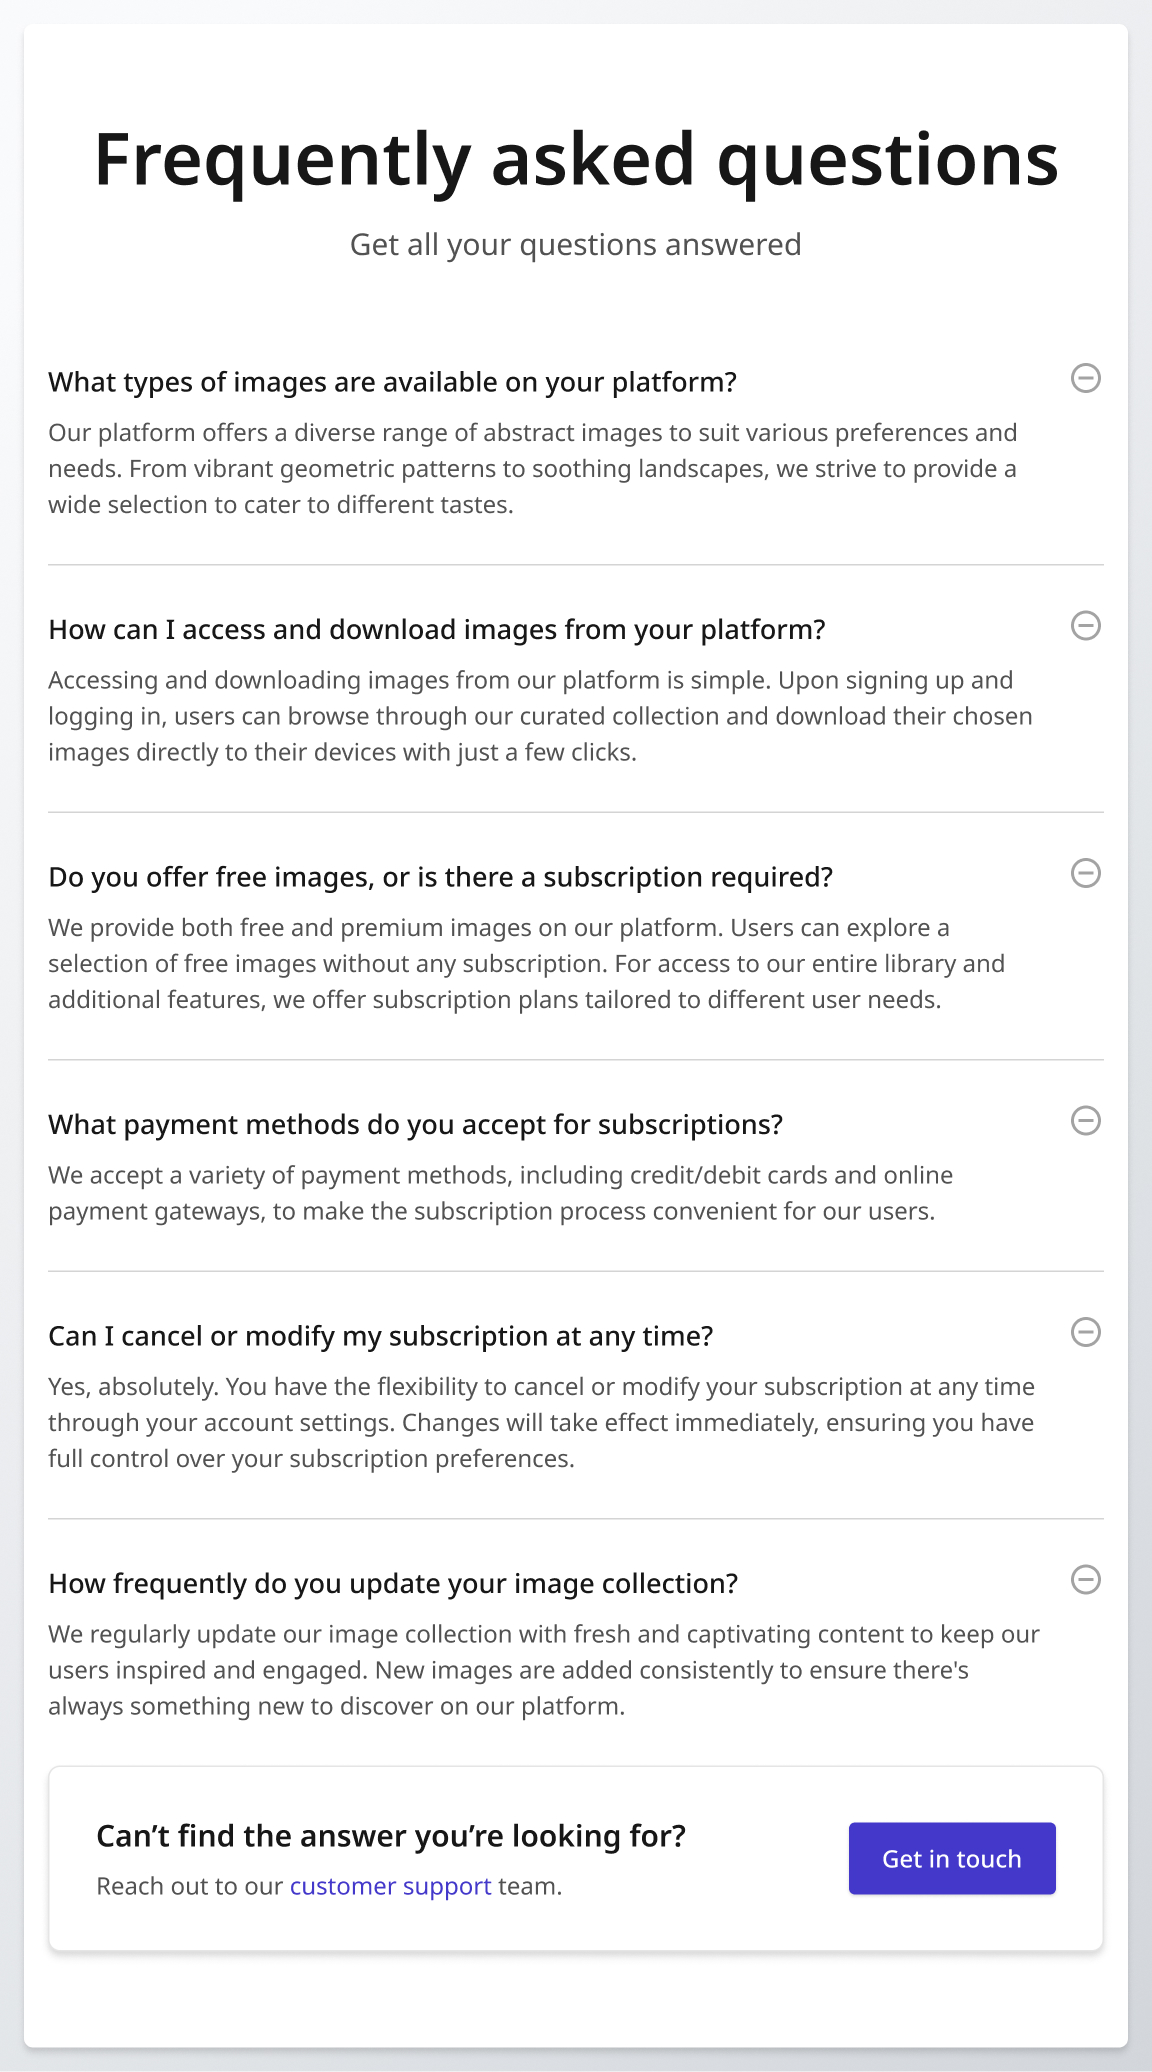 Frequently asked questions
Get all your questions answered
What types of images are available on your platform?
Our platform offers a diverse range of abstract images to suit various preferences and
needs. From vibrant geometric patterns to soothing landscapes, we strive to provide a
wide selection to cater to different tastes.
How can I access and download images from your platform?
Accessing and downloading images from our platform is simple. Upon signing up and
logging in, users can browse through our curated collection and download their chosen
images directly to their devices with just a few clicks.
Do you offer free images, or is there a subscription required?
We provide both free and premium images on our platform. Users can explore a
selection of free images without any subscription. For access to our entire library and
additional features, we offer subscription plans tailored to different user needs.
What payment methods do you accept for subscriptions?
We accept a variety of payment methods, including credit/debit cards and online
payment gateways, to make the subscription process convenient for our users.
Can I cancel or modify my subscription at any time?
Yes, absolutely. You have the flexibility to cancel or modify your subscription at any time
through your account settings. Changes will take effect immediately, ensuring you have
full control over your subscription preferences.
How frequently do you update your image collection?
We regularly update our image collection with fresh and captivating content to keep our
users inspired and engaged. New images are added consistently to ensure there's
always something new to discover on our platform.
Can’t find the answer you’re looking for?
Reach out to our customer support team.
Get in touch